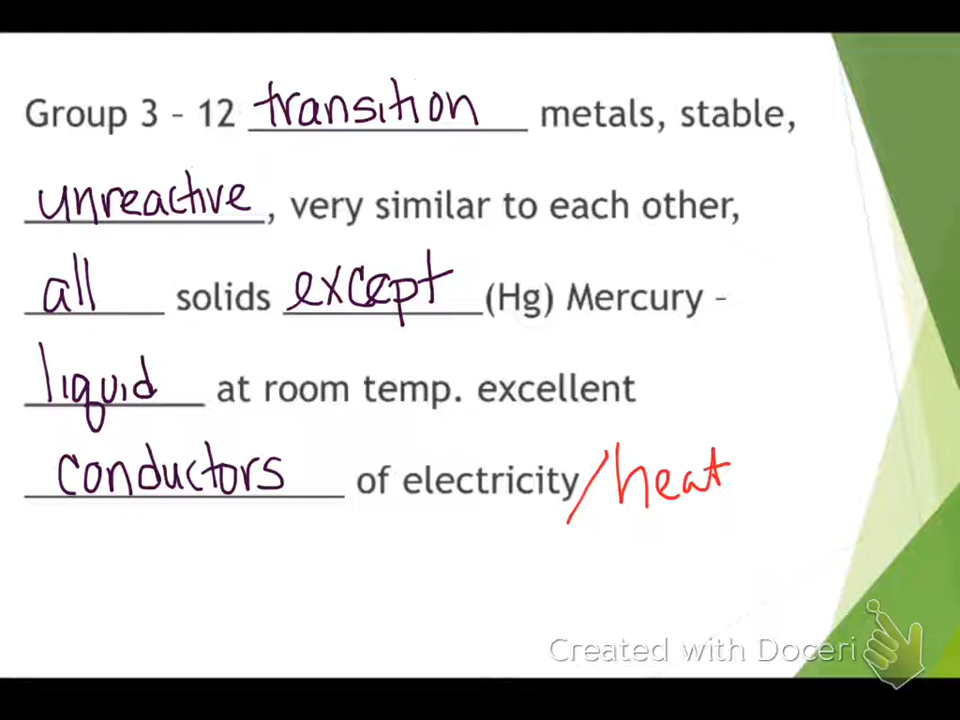 Group 3 – 12 transition metals, stable,
unreactive, very similar to each other,
all solids except (Hg) Mercury –
liquid at room temp. excellent
conductors of electricity/heat
Created with Doceri